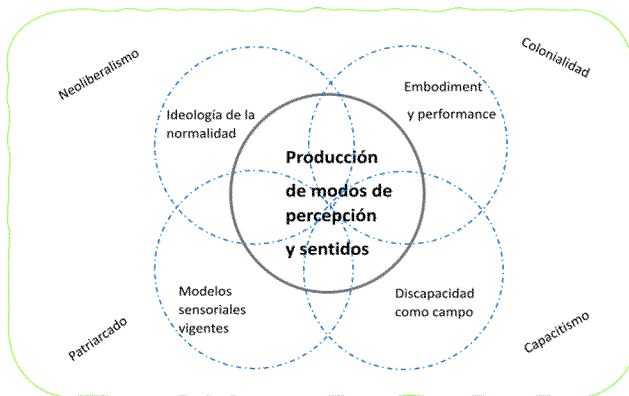 Neoliberalismo
Colonialidad
Ideología de la
normalidad
Embodiment
y performance
Producción
de modos de
percepción
y sentidos
Modelos
sensoriales
vigentes
Discapacidad
como campo
Patriarcado
Capacitismo